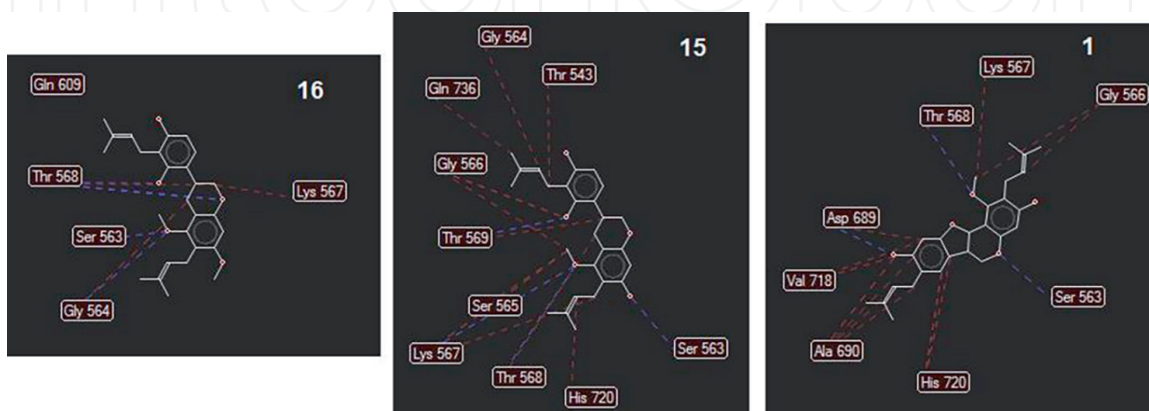 16
Gln 609
Thr 568
Lys 567
Ser 563
Gly 564
15
Gly 564
Thr 543
Gln 736
Gly 566
Thr 569
Ser 565
Lys 567
Thr 568
Ser 563
His 720
1
Lys 567
Gly 566
Thr 568
Asp 689
Val 718
Ser 563
Ala 690
His 720